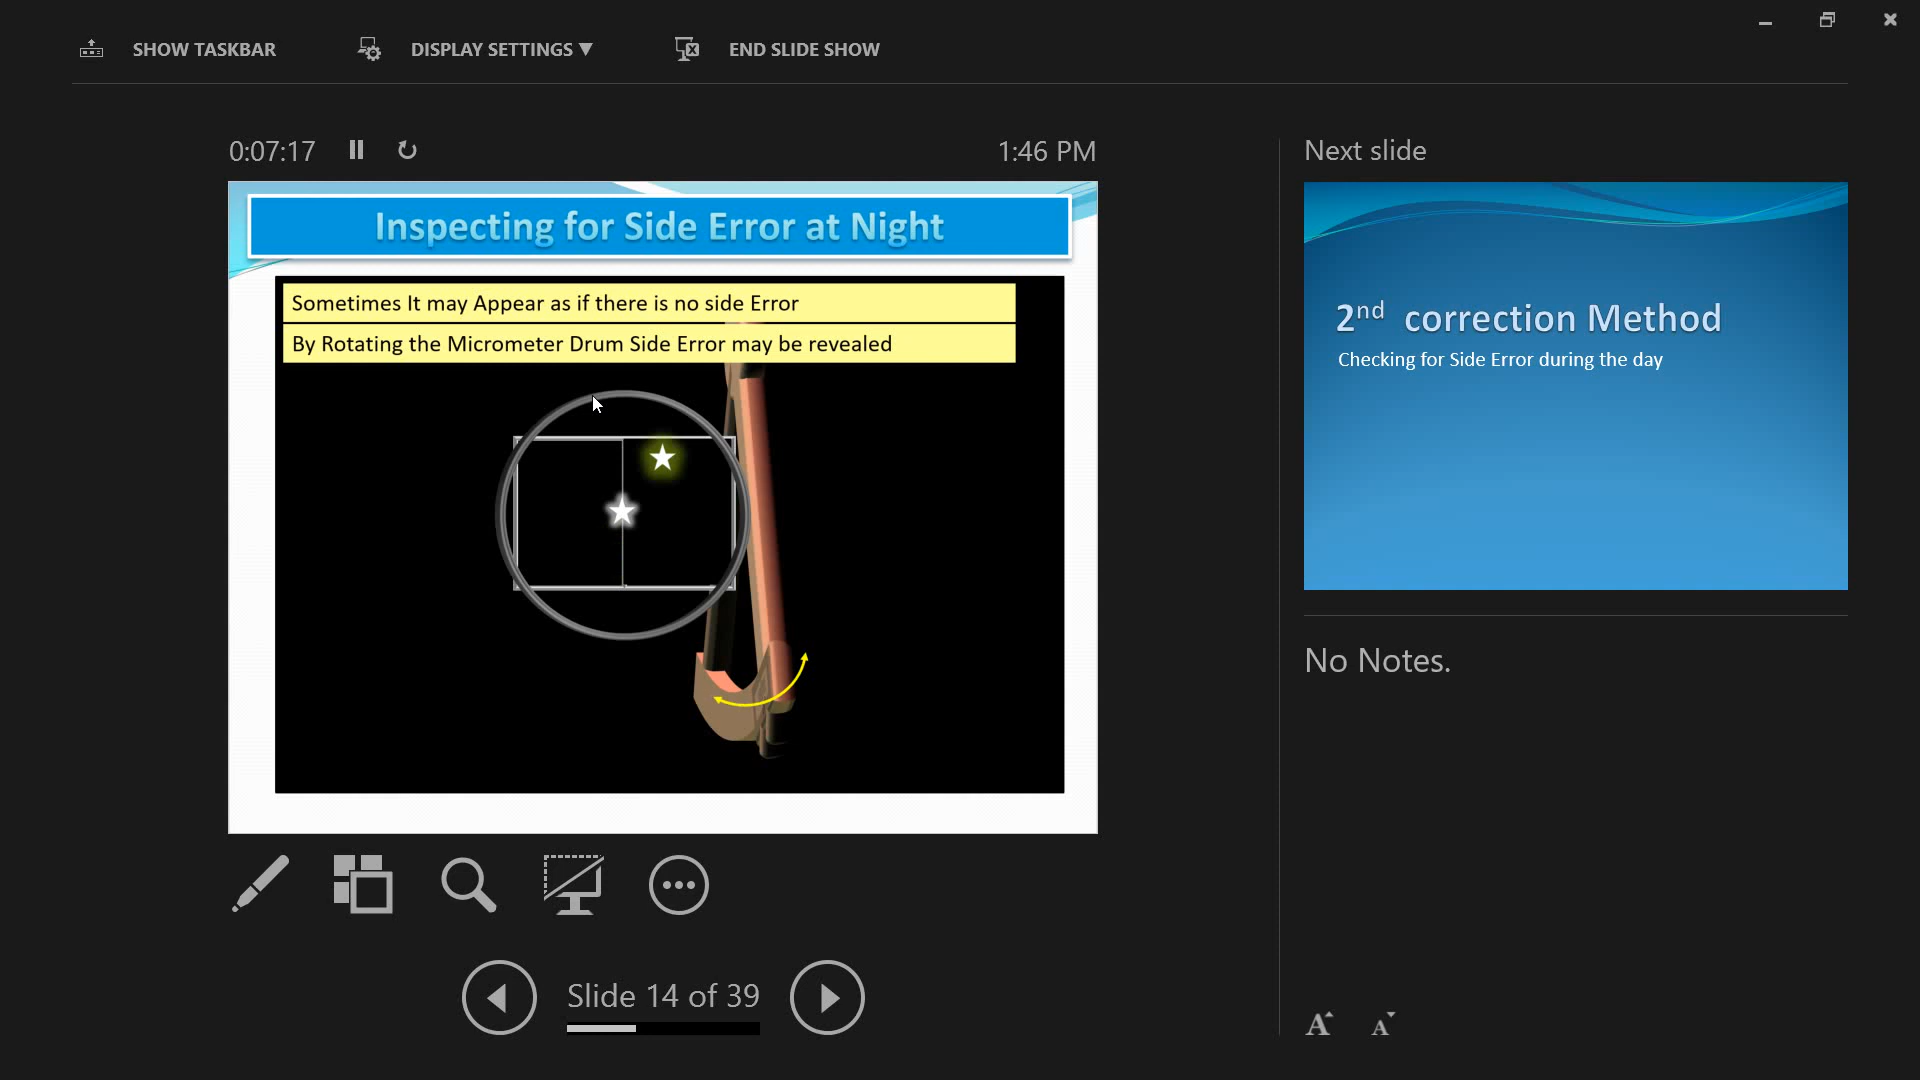 SHOW TASKBAR
DISPLAY SETTINGS ▼
END SLIDE SHOW
0:07:17
1:46 PM
Inspecting for Side Error at Night
Sometimes It may Appear as if there is no side Error
By Rotating the Micrometer Drum Side Error may be revealed
Slide 14 of 39
Next slide
2nd correction Method
Checking for Side Error during the day
No Notes.
A A